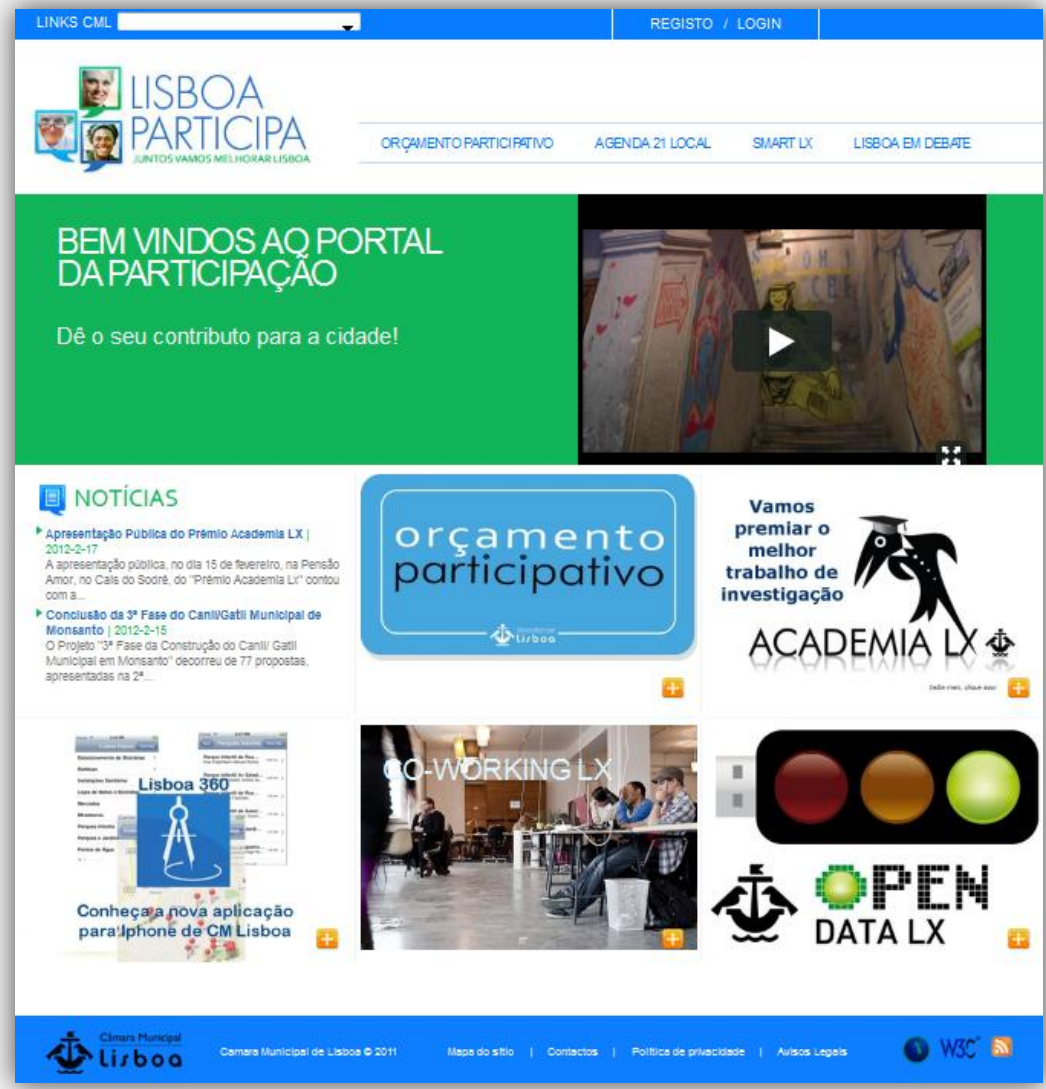 LINKS CML
REGISTO / LOGIN
LISBOA
PARTICIPA
JUNTOS VAMOS MELHORAR LISBOA
ORÇAMENTO PARTICIPATIVO
AGENDA 21 LOCAL
SMART LX
LISBOA EM DEBATE
BEM VINDOS AO PORTAL
DA PARTICIPAÇÃO
Dê o seu contributo para a cidade!
NOTÍCIAS
Apresentação Pública do Prémio Academia LX |
2012-2-17
A apresentação pública, no dia 15 de fevereiro, na Pensão
Amor, no Cais do Sodré, do "Prémio Academia Lx" contou
com a...
Conclusão da 3ª Fase do Canil/Gatil Municipal de
Monsanto | 2012-2-15
O Projeto "3ª Fase da Construção do Canil/ Gatil
Municipal em Monsanto" decorreu de 77 propostas,
apresentadas na 2ª...
orçamento
participativo
Lisboa
Vamos
premiar o
melhor
trabalho de
investigação
ACADEMIA LX
Lisboa 360
Conheça a nova aplicação
para Iphone de CM Lisboa
CO-WORKING LX
OPEN
DATA LX
Câmara Municipal
Lisboa
Camara Municipal de Lisboa © 2011
Mapa do sítio | Contactos | Política de privacidade | Avisos Legais
W3C